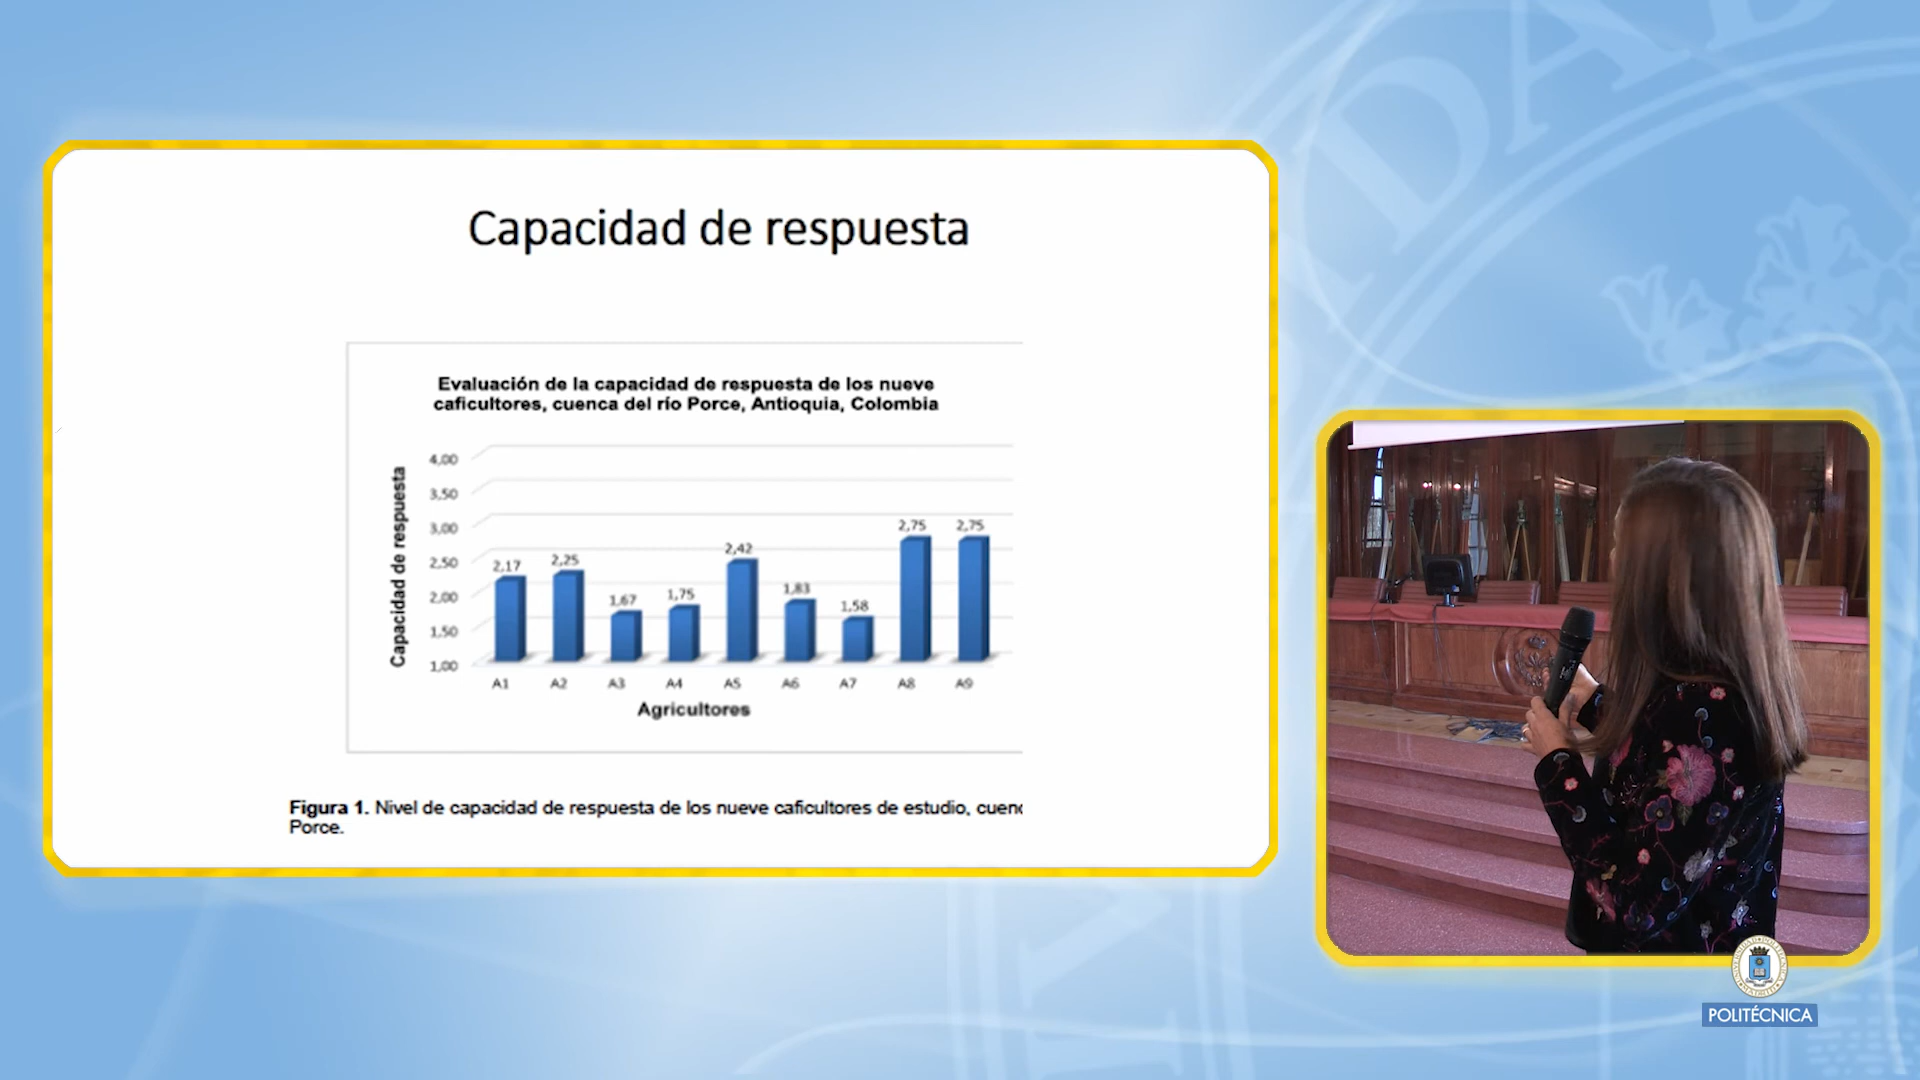 Capacidad de respuesta
Evaluación de la capacidad de respuesta de los nueve
caficultores, cuenca del río Porce, Antioquia, Colombia
Capacidad de respuesta
4,00
3,50
3,00
2,50
2,00
1,50
1,00
2,17
2,25
1,67
1,75
2,42
1,83
1,58
2,75
2,75
A1 A2 A3 A4 A5 A6 A7 A8 A9
Agricultores
Figura 1. Nivel de capacidad de respuesta de los nueve caficultores de estudio, cuenc
Porce.
POLITÉCNICA